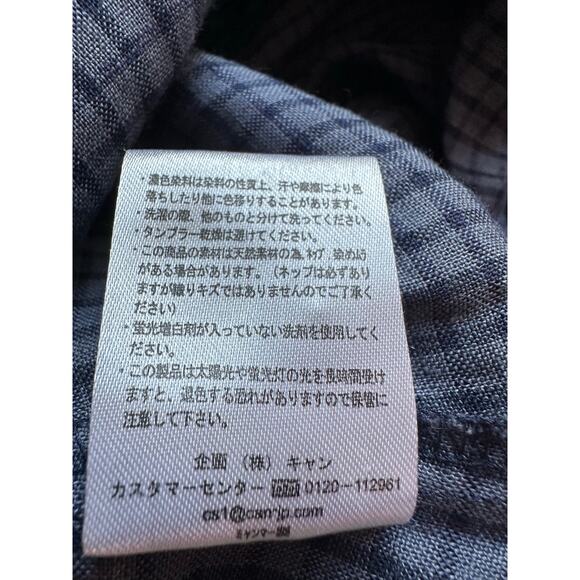 ・濃色染料は染料の性質上、汗や摩擦により色
落ちしたり他に色移りすることがあります。
・洗濯の際、他のものと分けて洗ってください。
・タンブラー乾燥は避けてください。
・この商品の素材は天然素材の為、ﾈｯﾌﾟ 染めﾑﾗ
がある場合があります。(ネップは必ずあり
ますが織りキズではありませんのでご了承く
ださい)
・蛍光増白剤が入っていない洗剤を使用してく
ださい。
・この製品は太陽光や蛍光灯の光を長時間受け
ますと、退色する恐れがありますので保管に
注意して下さい。
企画 (株) キャン
カスタマーセンター 0120-112961
cs1@can-jp.com
ミャンマー製